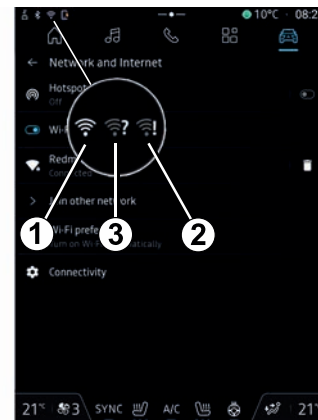 10°C 08:2
Network and Internet
Hotspot
Off
Wi-F
Redm
Connected
Join other network
Wi-Fi prefe
Turn on Wi-Fi automatically
Connectivity
? !
1 3 2
21°C 3 SYNC A/C 21°